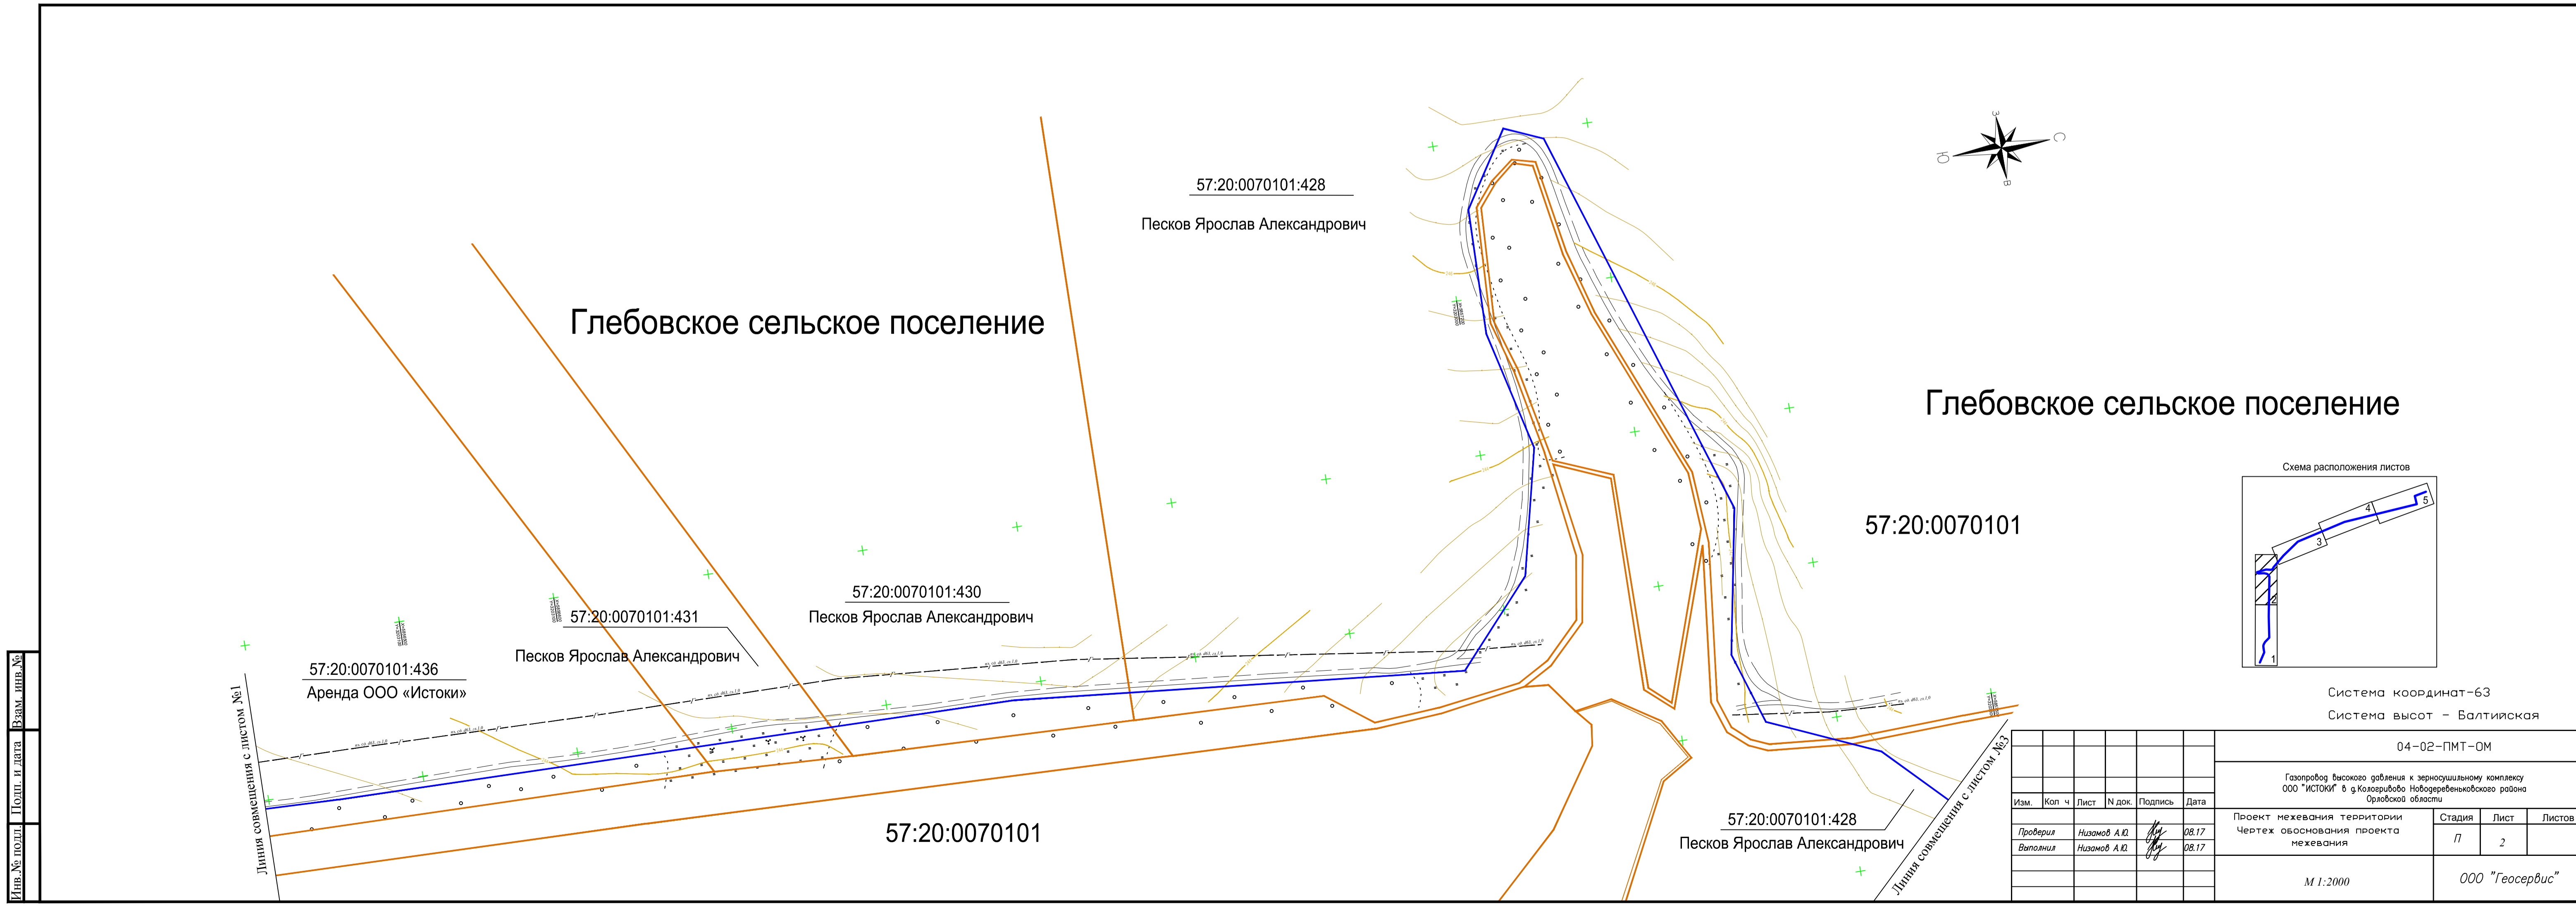 57:20:0070101:428
Песков Ярослав Александрович
З
С
Ю
В
Глебовское сельское поселение
Глебовское сельское поселение
Схема расположения листов
5
4
3
2
1
57:20:0070101
57:20:0070101:430
Песков Ярослав Александрович
57:20:0070101:431
Песков Ярослав Александрович
57:20:0070101:436
Аренда ООО «Истоки»
Линия совмещения с листом №1
57:20:0070101
57:20:0070101:428
Песков Ярослав Александрович
Линия совмещения с листом №3
Система координат-63
Система высот - Балтийская
04-02-ПМТ-ОМ
Газопровод высокого давления к зерносушильному комплексу
ООО "ИСТОКИ" в д.Кологривово Новодеревеньковского района
Орловской области
Изм. Кол ч Лист N док. Подпись Дата
Проверил Низамов А.Ю. 08.17
Выполнил Низамов А.Ю. 08.17
Проект межевания территории
Чертеж обоснования проекта
межевания
Стадия Лист Листов
П 2
М 1:2000
ООО "Геосервис"
Взам. инв.№
Подп. и дата
Инв.№ подл.